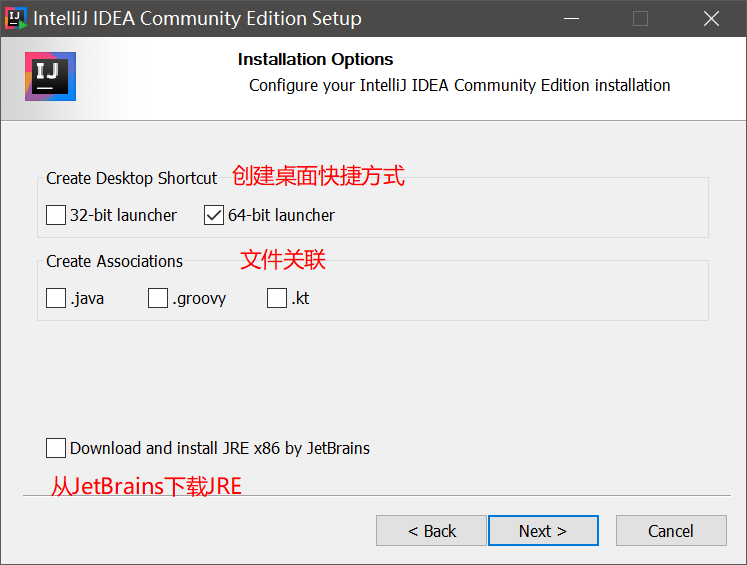 IntelliJ IDEA Community Edition Setup
IJ
Installation Options
Configure your IntelliJ IDEA Community Edition installation
Create Desktop Shortcut 创建桌面快捷方式
32-bit launcher 64-bit launcher
Create Associations 文件关联
.java .groovy .kt
Download and install JRE x86 by JetBrains
从JetBrains下载JRE
< Back Next > Cancel